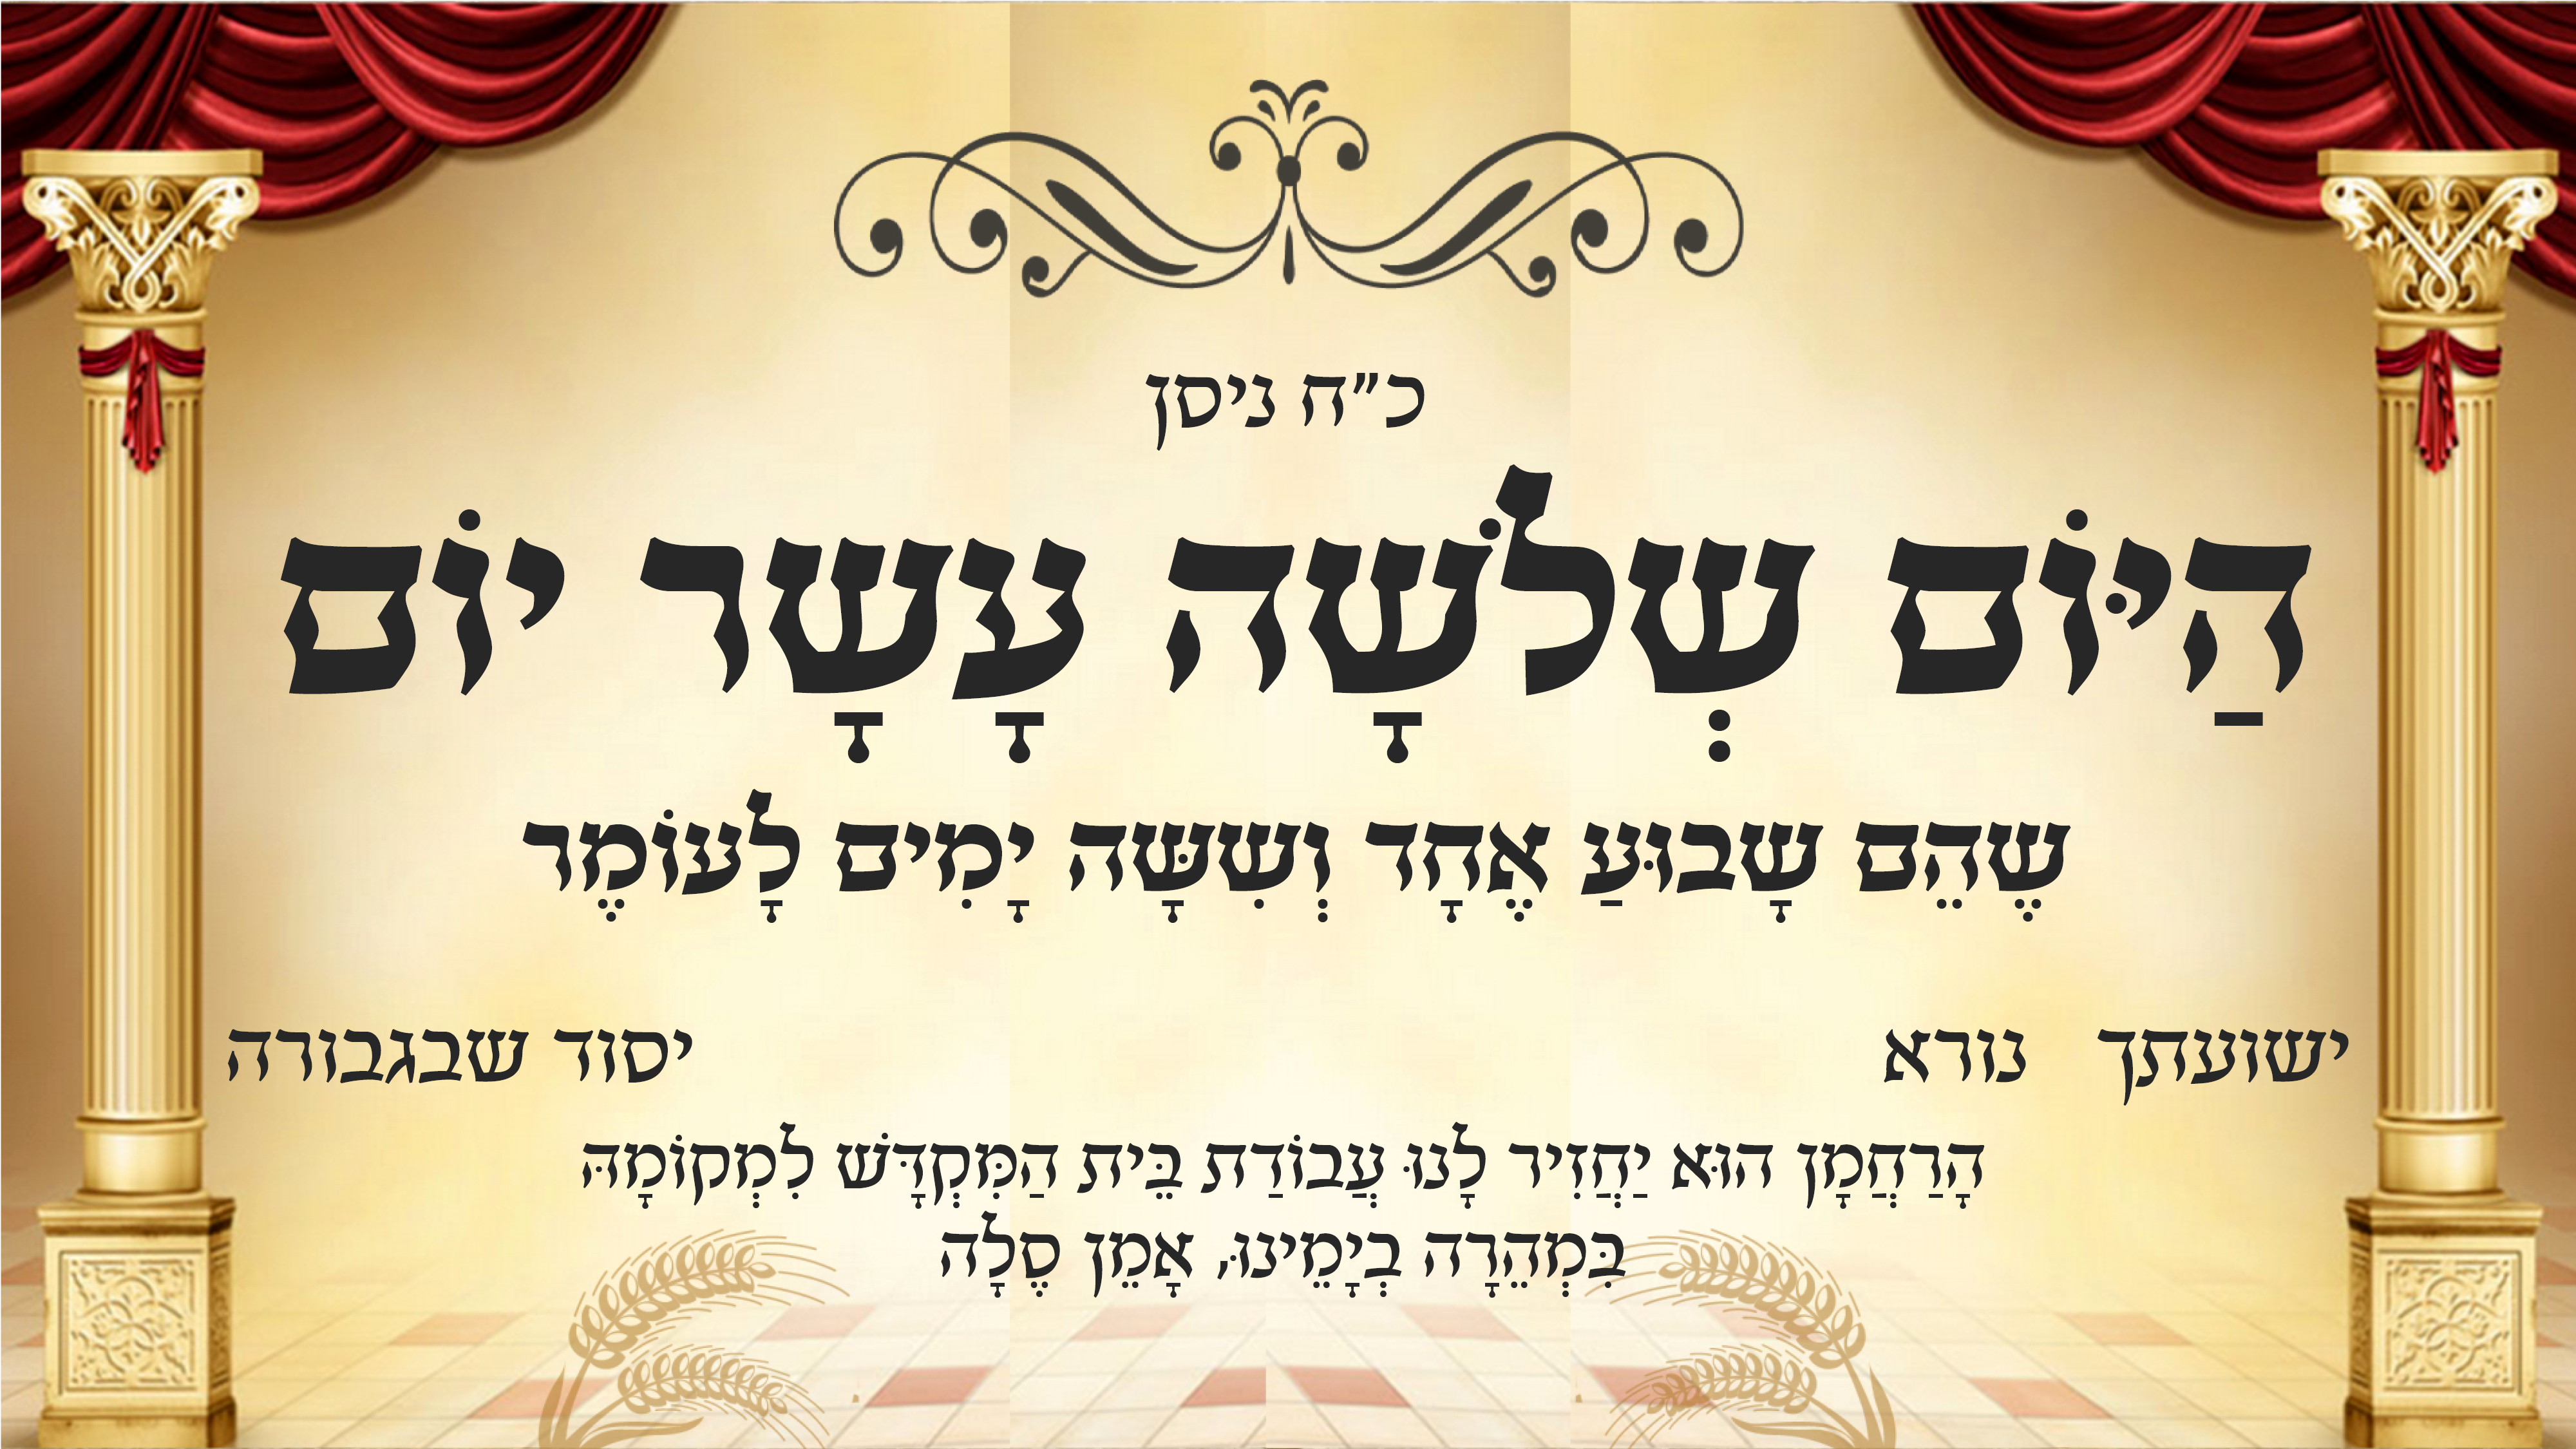 כ״ח ניסן
הַיּוֹם שְׁלֹשָׁה עָשָׂר יוֹם
שֶׁהֵם שָׁבוּעַ אֶחָד וְשִׁשָּׁה יָמִים לָעוֹמֶר
ישועתך נורא יסוד שבגבורה
הָרַחֲמָן הוּא יַחֲזִיר לָנוּ עֲבוֹדַת בֵּית הַמִּקְדָּשׁ לִמְקוֹמָהּ
בִּמְהֵרָה בְיָמֵינוּ, אָמֵן סֶלָה